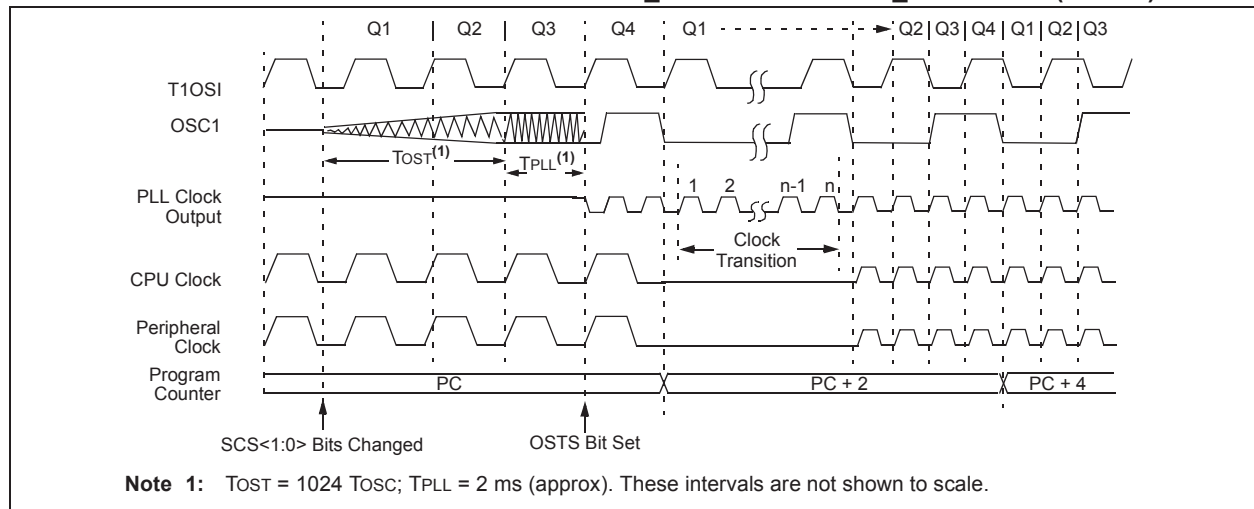 Q1 Q2 Q3 Q4 Q1 Q2 Q3 Q4 Q1 Q2 Q3
T1OSI
OSC1
TOST(1)
TPLL(1)
1 2 n-1 n
PLL Clock
Output
Clock
Transition
CPU Clock
Peripheral
Clock
Program
Counter
PC PC + 2 PC + 4
SCS<1:0> Bits Changed OSTS Bit Set
Note 1: TOST = 1024 TOSC; TPLL = 2 ms (approx). These intervals are not shown to scale.